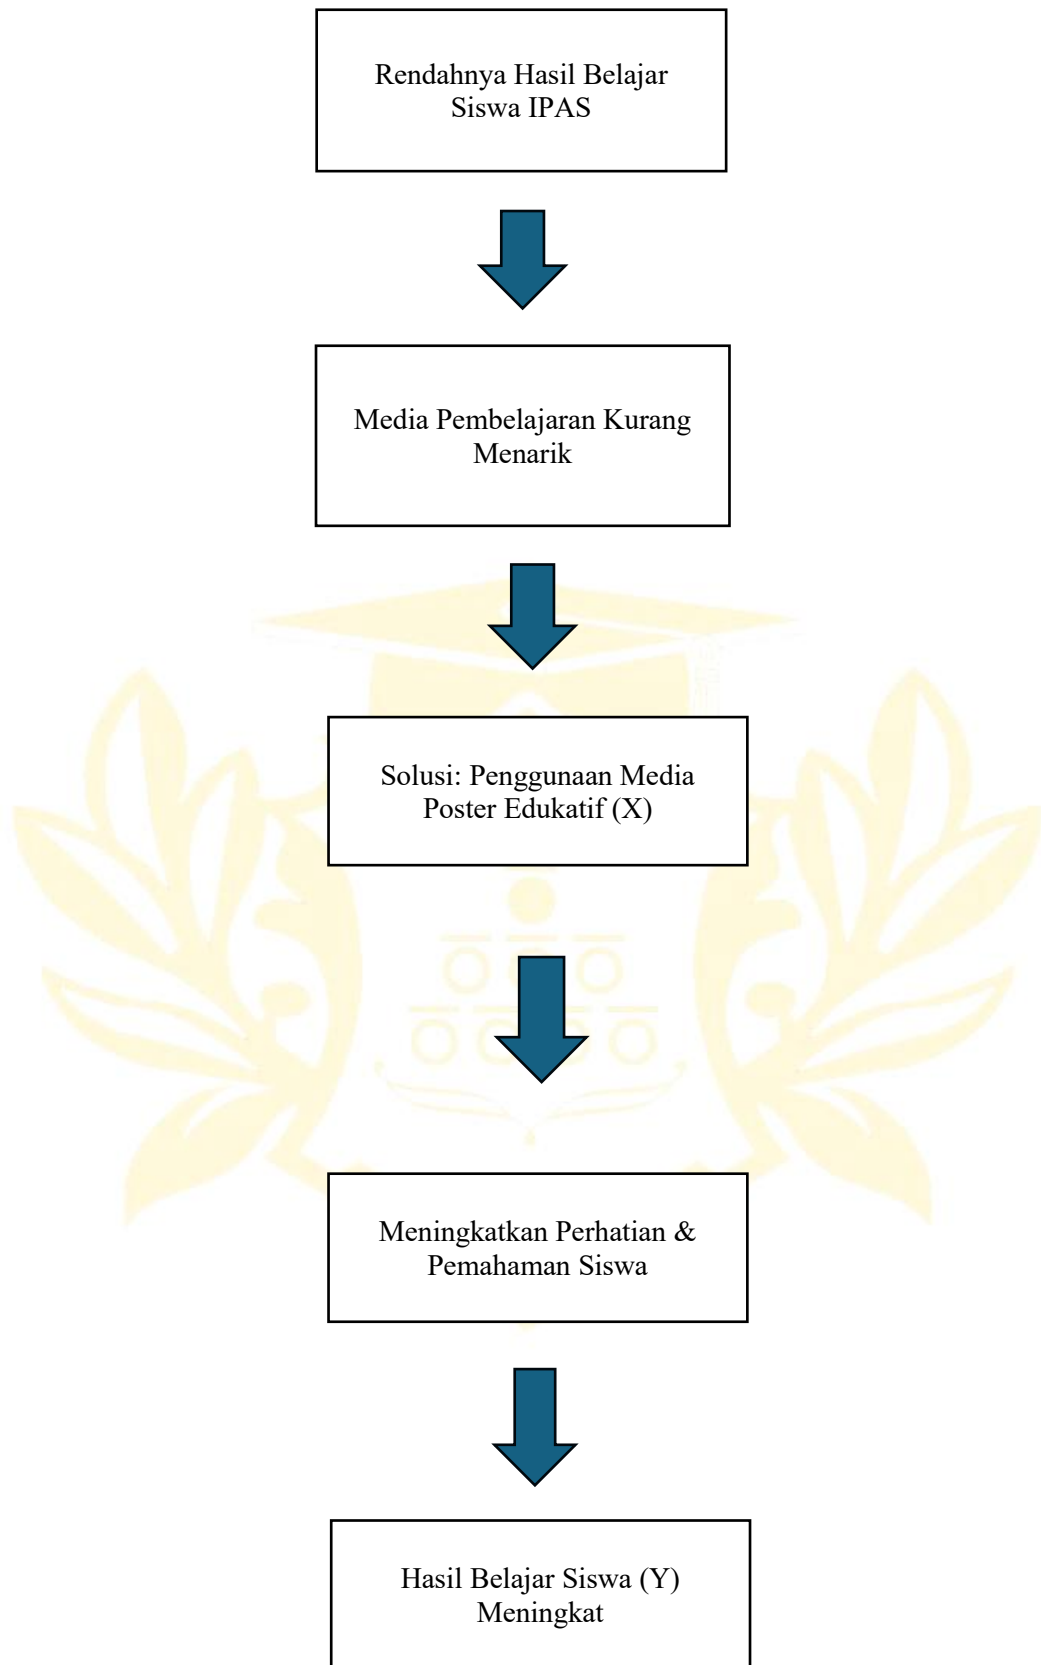 Rendahnya Hasil Belajar
Siswa IPAS
Media Pembelajaran Kurang
Menarik
Solusi: Penggunaan Media
Poster Edukatif (X)
Meningkatkan Perhatian &
Pemahaman Siswa
Hasil Belajar Siswa (Y)
Meningkat